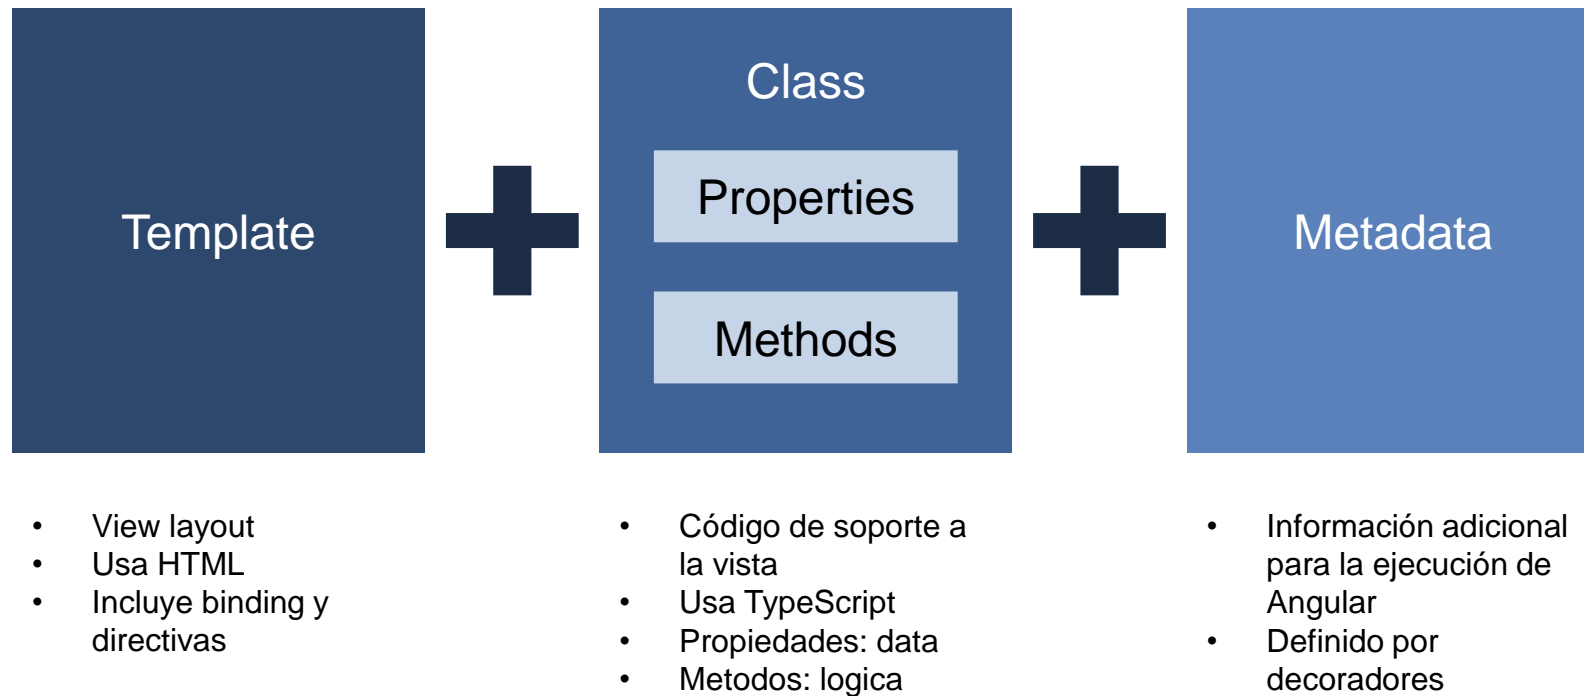 Template
Class
Properties
Methods
Metadata
• View layout
• Usa HTML
• Incluye binding y
directivas
• Código de soporte a
la vista
• Usa TypeScript
• Propiedades: data
• Metodos: logica
• Información adicional
para la ejecución de
Angular
• Definido por
decoradores